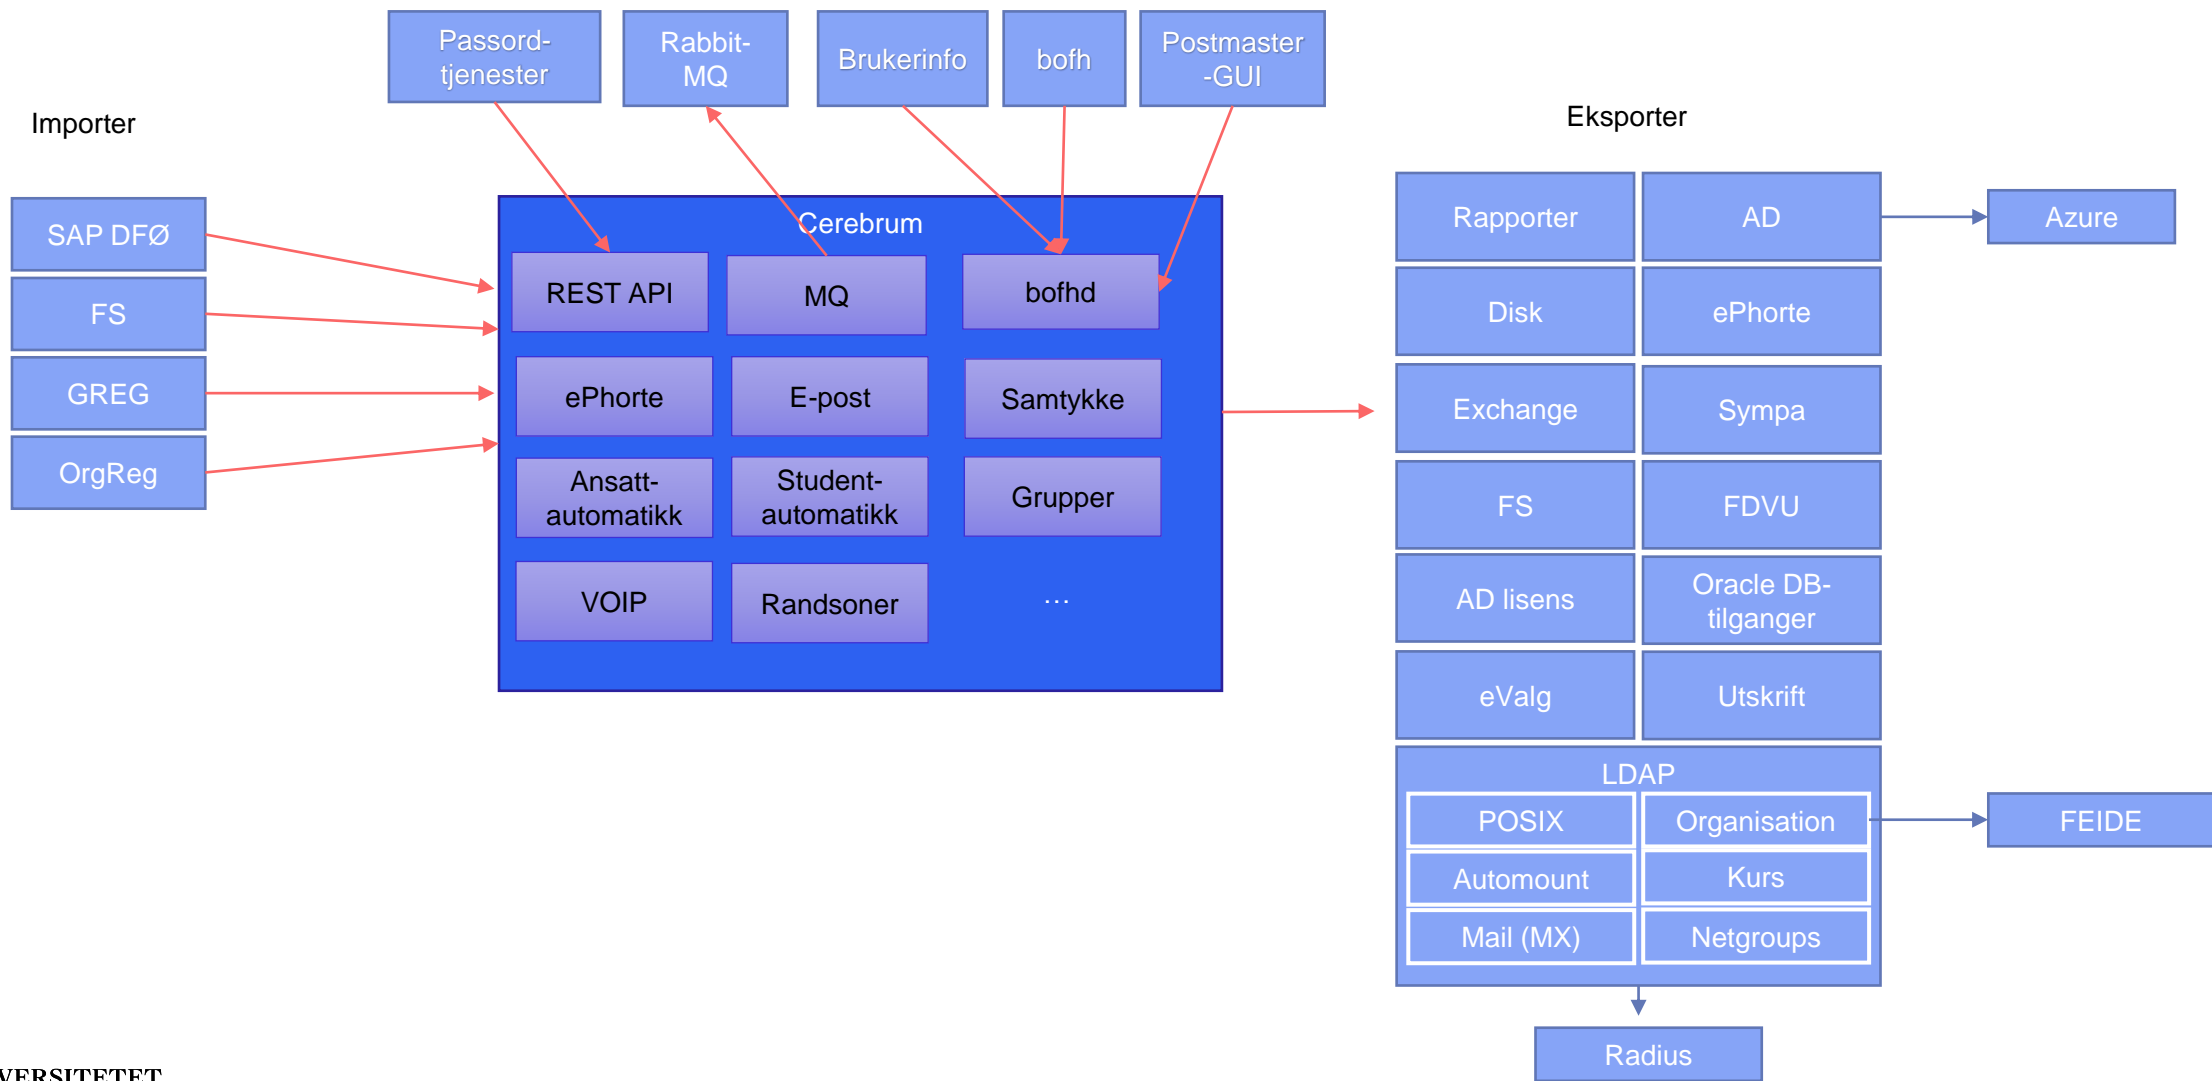 Passord-
tjenester
Rabbit-
MQ
Brukerinfo
bofh
Postmaster
-GUI
Importer
Eksporter
SAP DFØ
FS
GREG
OrgReg
Cerebrum
REST API
MQ
bofhd
ePhorte
E-post
Samtykke
Ansatt-
automatikk
Student-
automatikk
Grupper
VOIP
Randsoner
...
Rapporter
AD
Azure
Disk
ePhorte
Exchange
Sympa
FS
FDVU
AD lisens
Oracle DB-
tilganger
eValg
Utskrift
LDAP
POSIX
Organisation
FEIDE
Automount
Kurs
Mail (MX)
Netgroups
Radius
VERSITETET